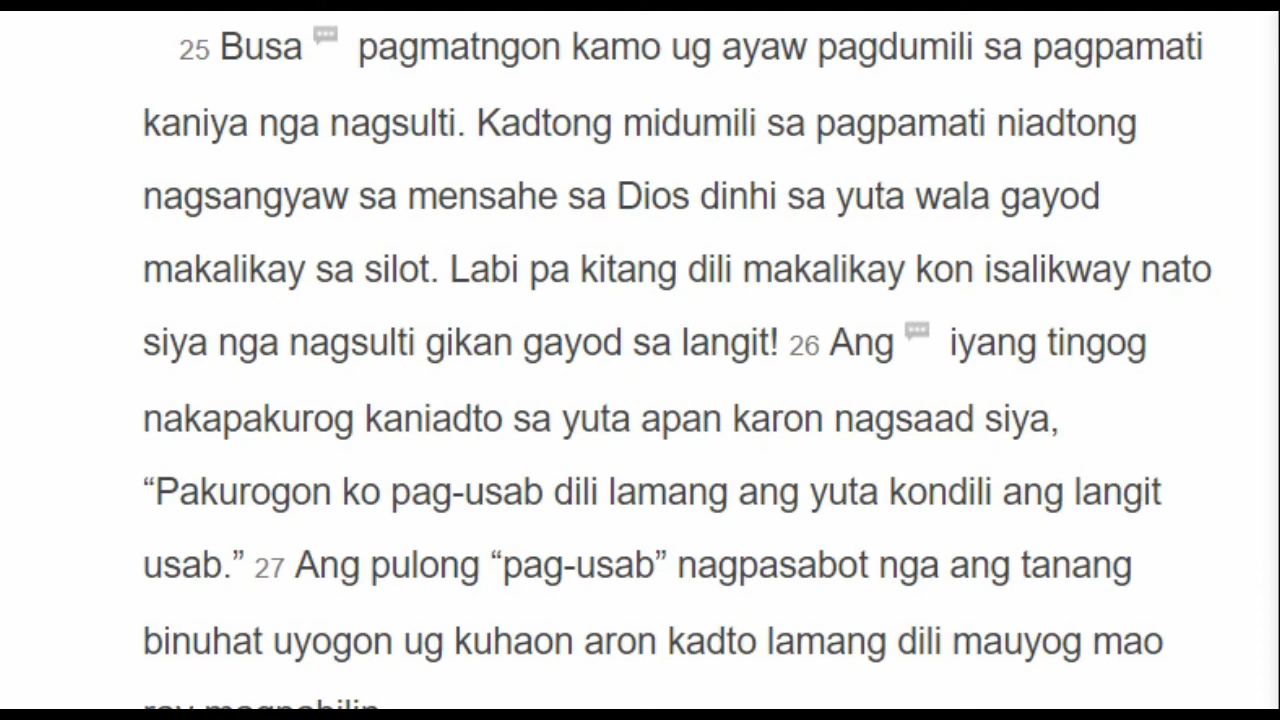 25 Busa pagmatngon kamo ug ayaw pagdumili sa pagpamati
kaniya nga nagsulti. Kadtong midumili sa pagpamati niadtong
nagsangyaw sa mensahe sa Dios dinhi sa yuta wala gayod
makalikay sa silot. Labi pa kitang dili makalikay kon isalikway nato
siya nga nagsulti gikan gayod sa langit! 26 Ang iyang tingog
nakapakurog kaniadto sa yuta apan karon nagsaad siya,
“Pakurogon ko pag-usab dili lamang ang yuta kondili ang langit
usab.” 27 Ang pulong “pag-usab” nagpasabot nga ang tanang
binuhat uyogon ug kuhaon aron kadto lamang dili mauyog mao
ray magpabilin